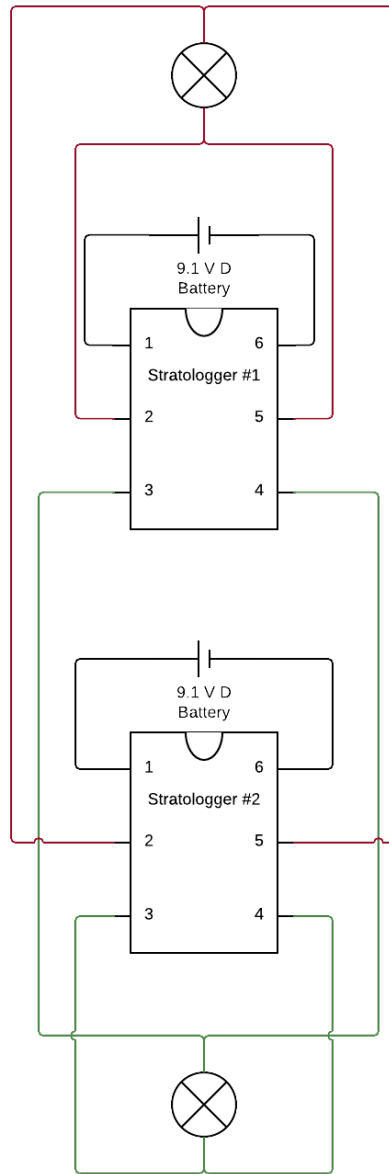 9.1 V D
Battery
1 6
Stratologger #1
2 5
3 4
9.1 V D
Battery
1 6
Stratologger #2
2 5
3 4